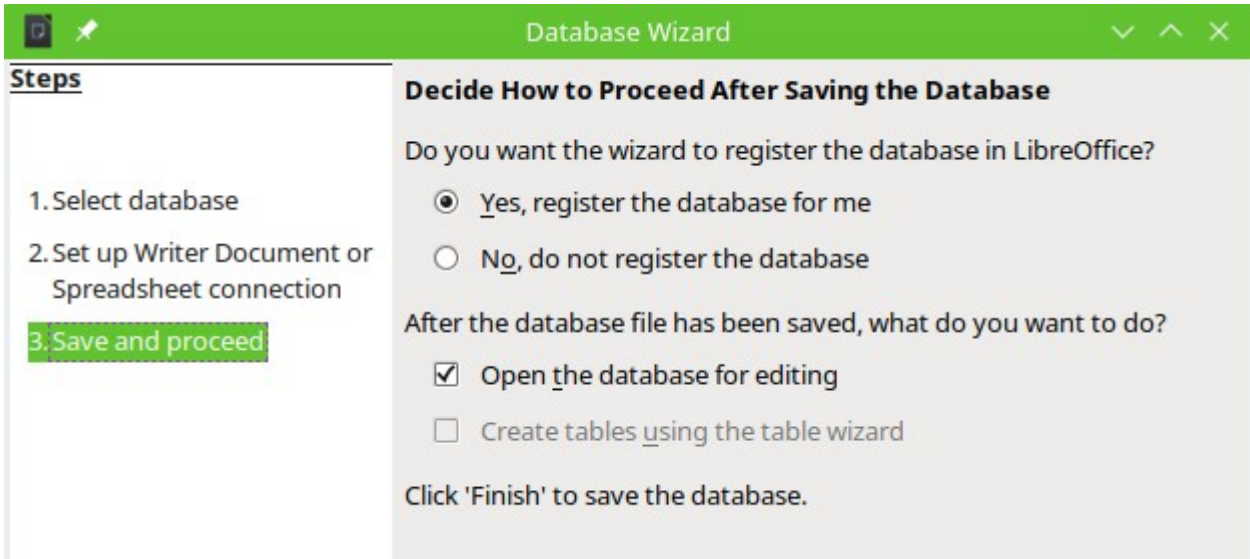 Database Wizard
Steps
1. Select database
2. Set up Writer Document or
Spreadsheet connection
3. Save and proceed
Decide How to Proceed After Saving the Database
Do you want the wizard to register the database in LibreOffice?
Yes, register the database for me
No, do not register the database
After the database file has been saved, what do you want to do?
Open the database for editing
Create tables using the table wizard
Click 'Finish' to save the database.